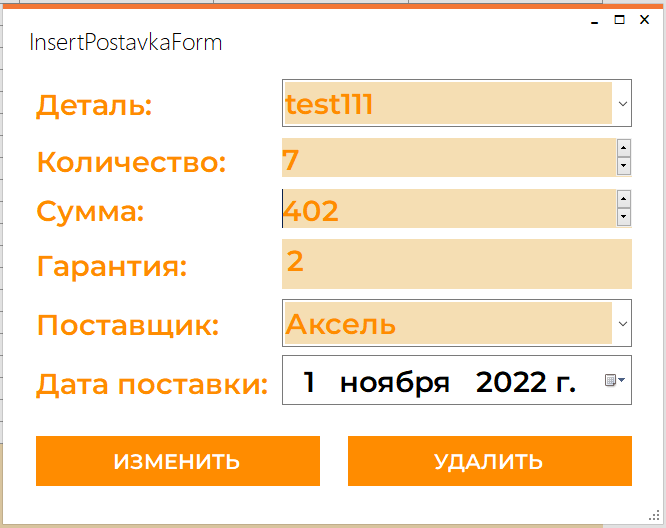 InsertPostavkaForm
Деталь: test111
Количество: 7
Сумма: 402
Гарантия: 2
Поставщик: Аксель
Дата поставки: 1 ноября 2022 г.
ИЗМЕНИТЬ УДАЛИТЬ